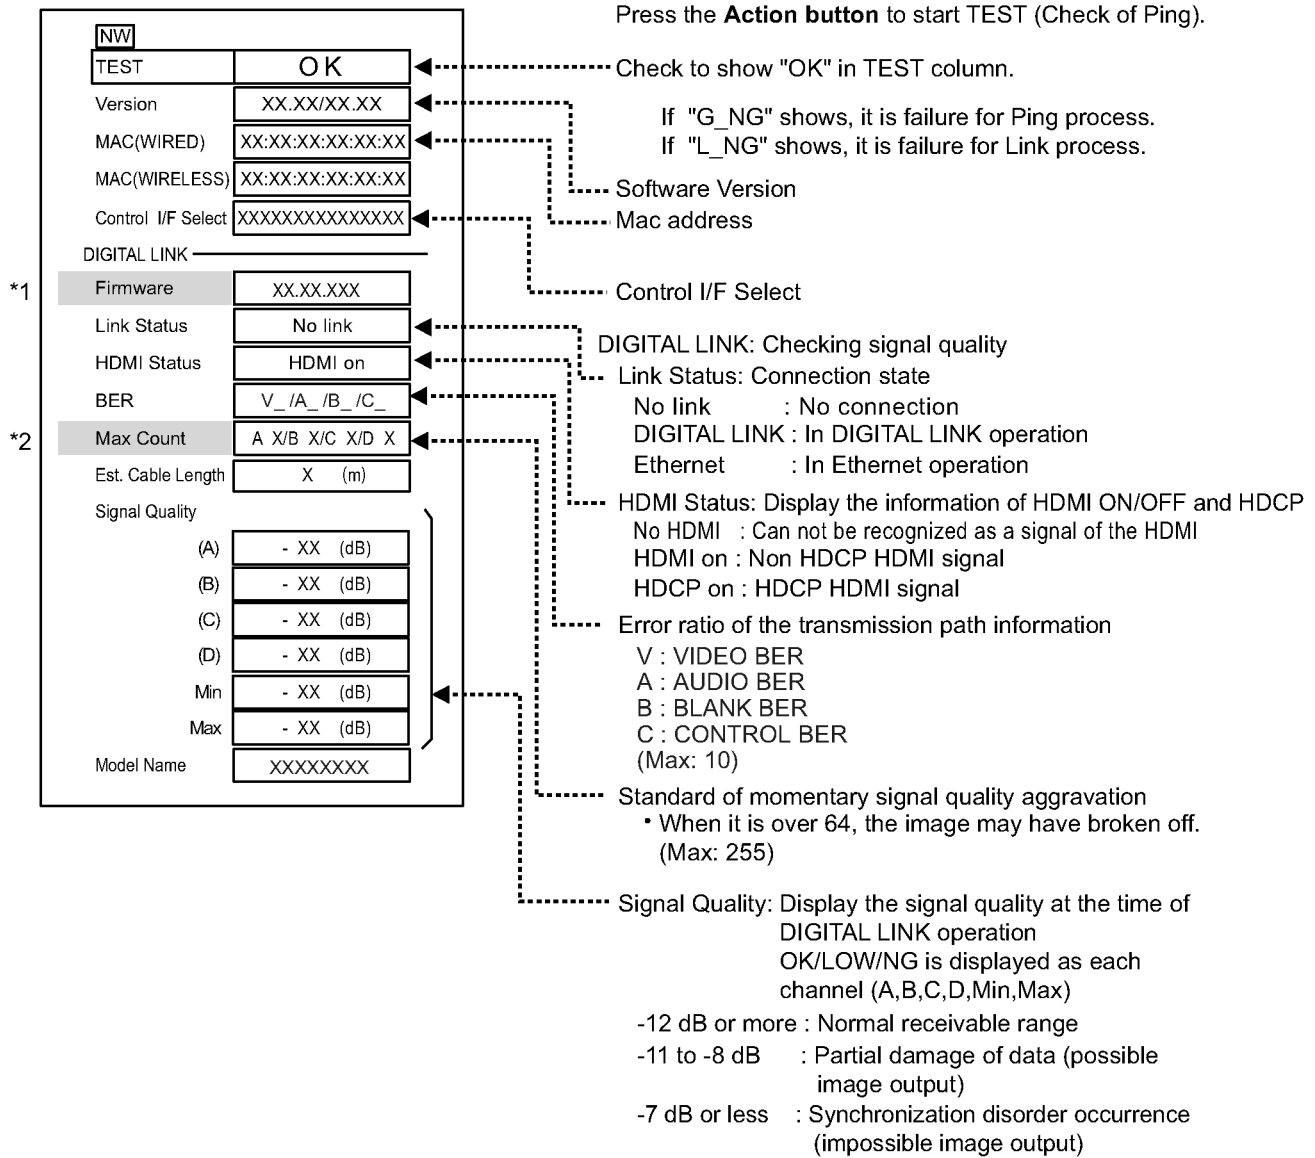 Press the Action button to start TEST (Check of Ping).
NW
TEST OK
Check to show "OK" in TEST column.
Version XX.XX/XX.XX
If "G_NG" shows, it is failure for Ping process.
MAC(WIRED) XX:XX:XX:XX:XX:XX
If "L_NG" shows, it is failure for Link process.
MAC(WIRELESS) XX:XX:XX:XX:XX:XX
Software Version
Control I/F Select XXXXXXXXXXXXXXX
Mac address
DIGITAL LINK
*1 Firmware XX.XX.XXX
Control I/F Select
Link Status No link
DIGITAL LINK: Checking signal quality
HDMI Status HDMI on
Link Status: Connection state
BER V_ /A_ /B_ /C_
No link : No connection
*2 Max Count A X/B X/C X/D X
DIGITAL LINK : In DIGITAL LINK operation
Est. Cable Length X (m)
Ethernet : In Ethernet operation
Signal Quality
HDMI Status: Display the information of HDMI ON/OFF and HDCP
No HDMI : Can not be recognized as a signal of the HDMI
(A) - XX (dB)
HDMI on : Non HDCP HDMI signal
(B) - XX (dB)
HDCP on : HDCP HDMI signal
(C) - XX (dB)
Error ratio of the transmission path information
(D) - XX (dB)
V : VIDEO BER
A : AUDIO BER
Min - XX (dB)
B : BLANK BER
Max - XX (dB)
C : CONTROL BER
(Max: 10)
Model Name XXXXXXXX
Standard of momentary signal quality aggravation
• When it is over 64, the image may have broken off.
(Max: 255)
Signal Quality: Display the signal quality at the time of
DIGITAL LINK operation
OK/LOW/NG is displayed as each
channel (A,B,C,D,Min,Max)
-12 dB or more : Normal receivable range
-11 to -8 dB : Partial damage of data (possible
image output)
-7 dB or less : Synchronization disorder occurrence
(impossible image output)